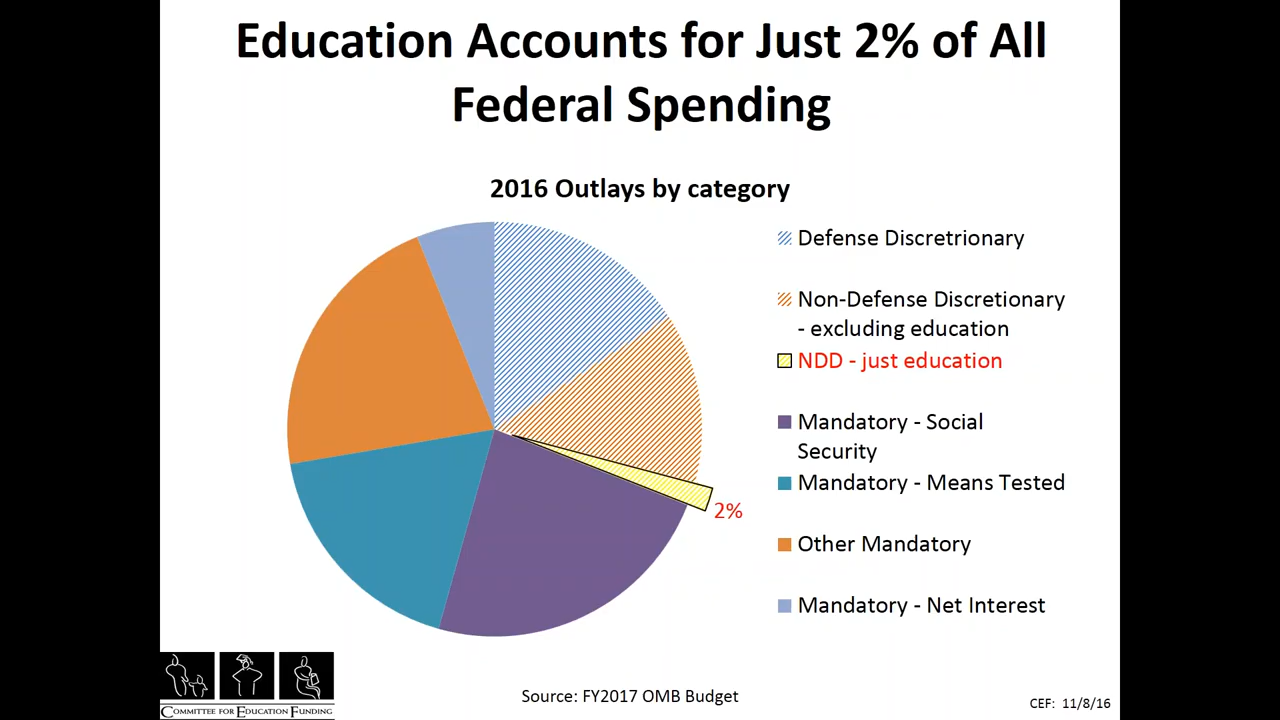 Education Accounts for Just 2% of All
Federal Spending
2016 Outlays by category
Defense Discretrionary
Non-Defense Discretionary
- excluding education
NDD - just education
Mandatory - Social
Security
Mandatory - Means Tested
Other Mandatory
Mandatory - Net Interest
2%
COMMITTEE FOR EDUCATION FUNDING
Source: FY2017 OMB Budget
CEF: 11/8/16